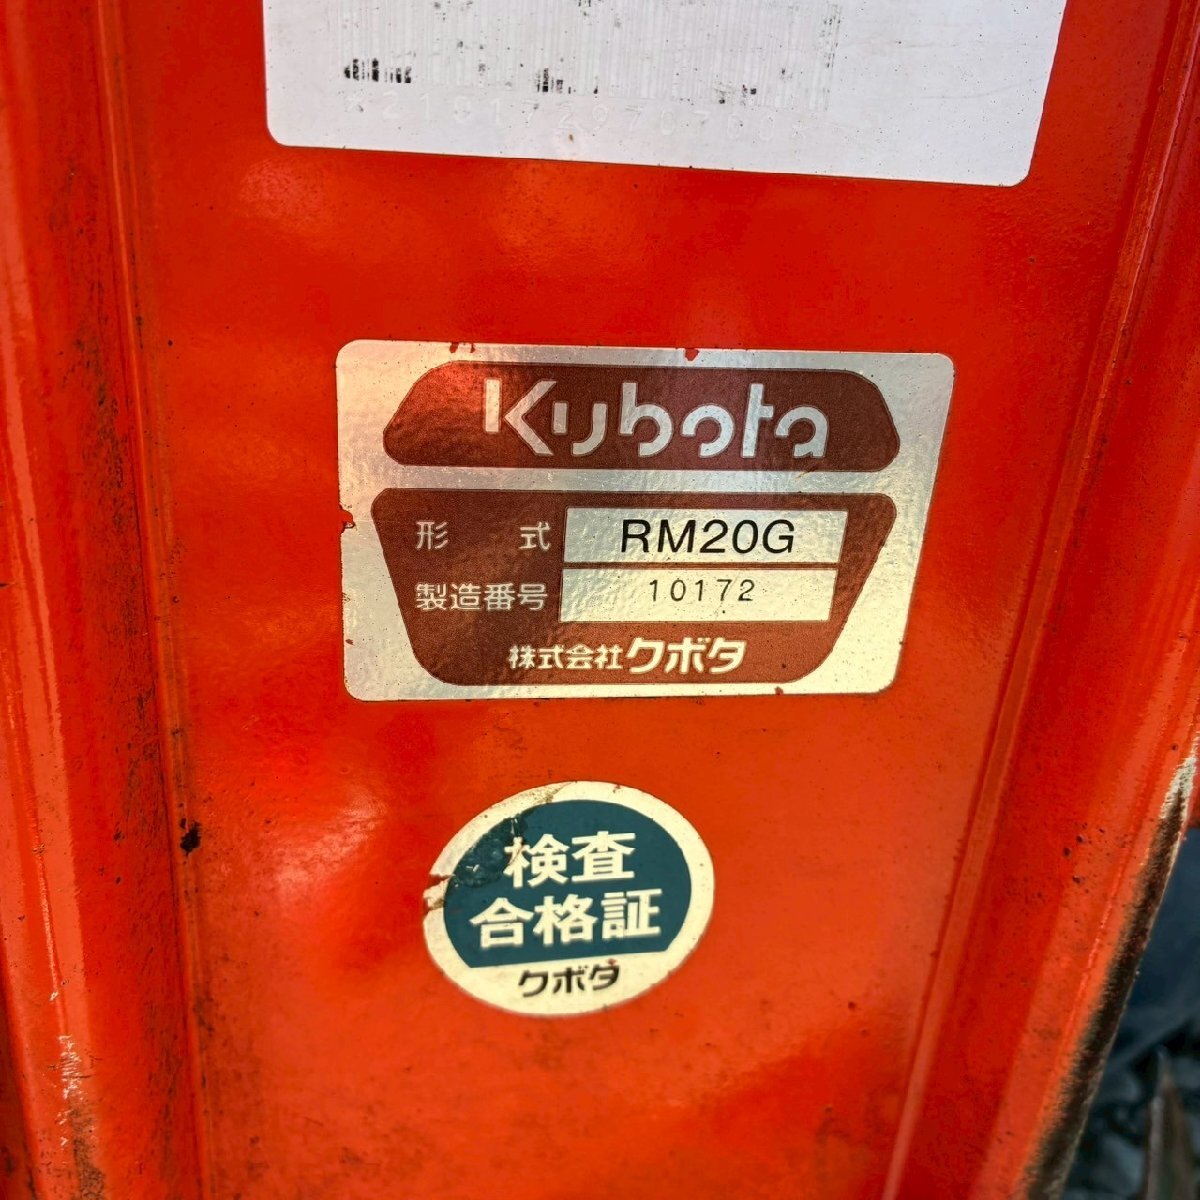 Kubota
形 式 RM20G
製造番号 10172
株式会社クボタ
検査
合格証
クボタ